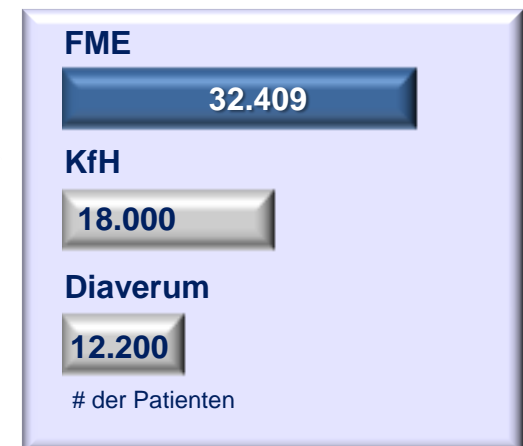 FME
32.409
KfH
18.000
Diaverum
12.200
# der Patienten